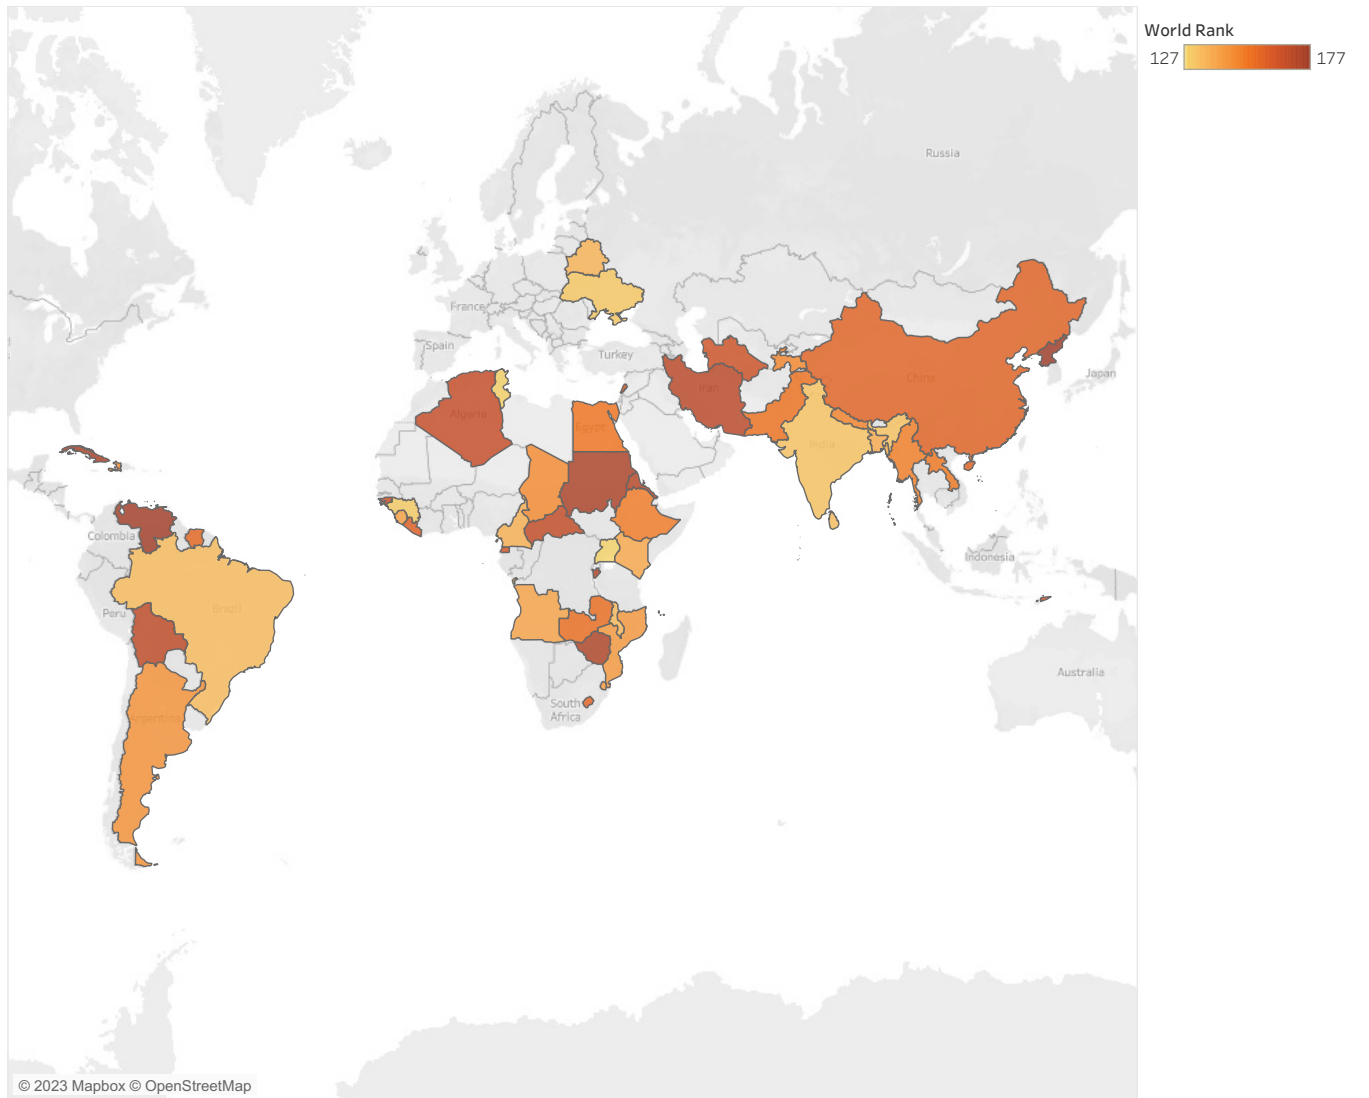 World Rank
127
177
Russia
France
Spain
Turkey
Japan
China
Iran
Algeria
Egypt
India
Colombia
Indonesia
Peru
Brazil
Australia
South
Africa
Argentina
© 2023 Mapbox © OpenStreetMap